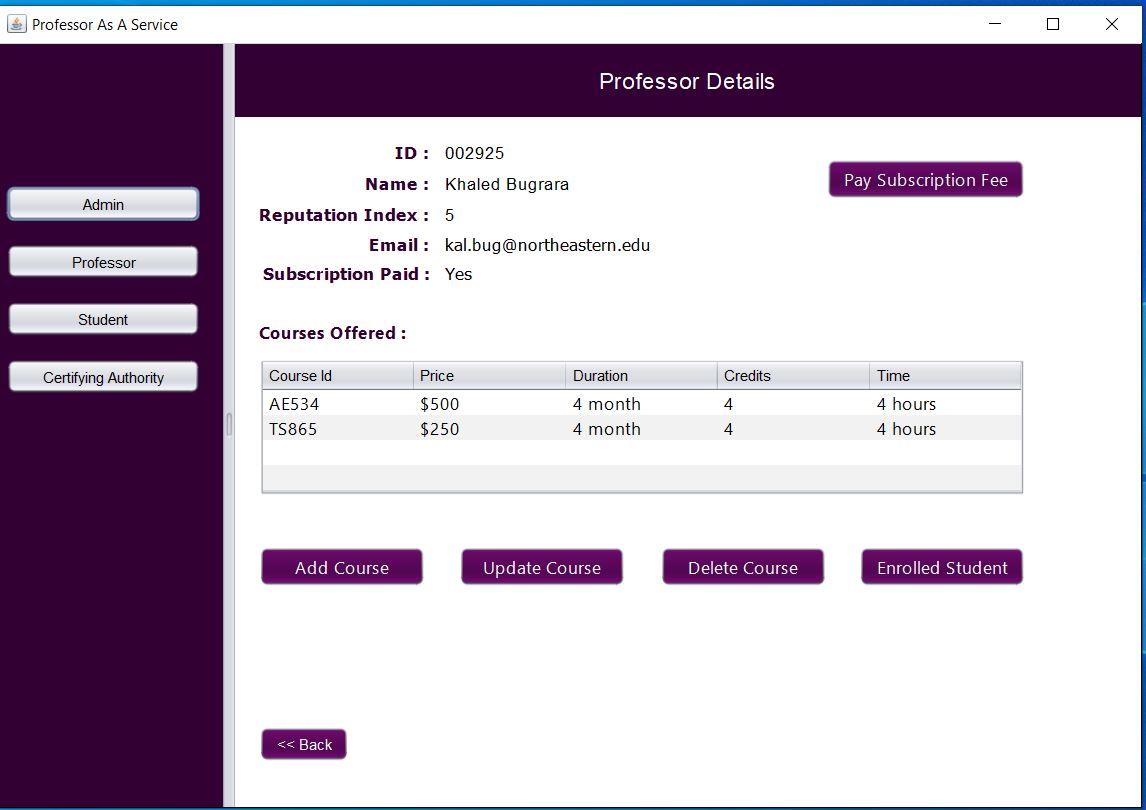 Professor As A Service
Professor Details
Admin
Professor
Student
Certifying Authority
ID : 002925
Name : Khaled Bugrara
Reputation Index : 5
Email : kal.bug@northeastern.edu
Subscription Paid : Yes
Pay Subscription Fee
Courses Offered :
Course Id Price Duration Credits Time
AE534 $500 4 month 4 4 hours
TS865 $250 4 month 4 4 hours
Add Course Update Course Delete Course Enrolled Student
<< Back